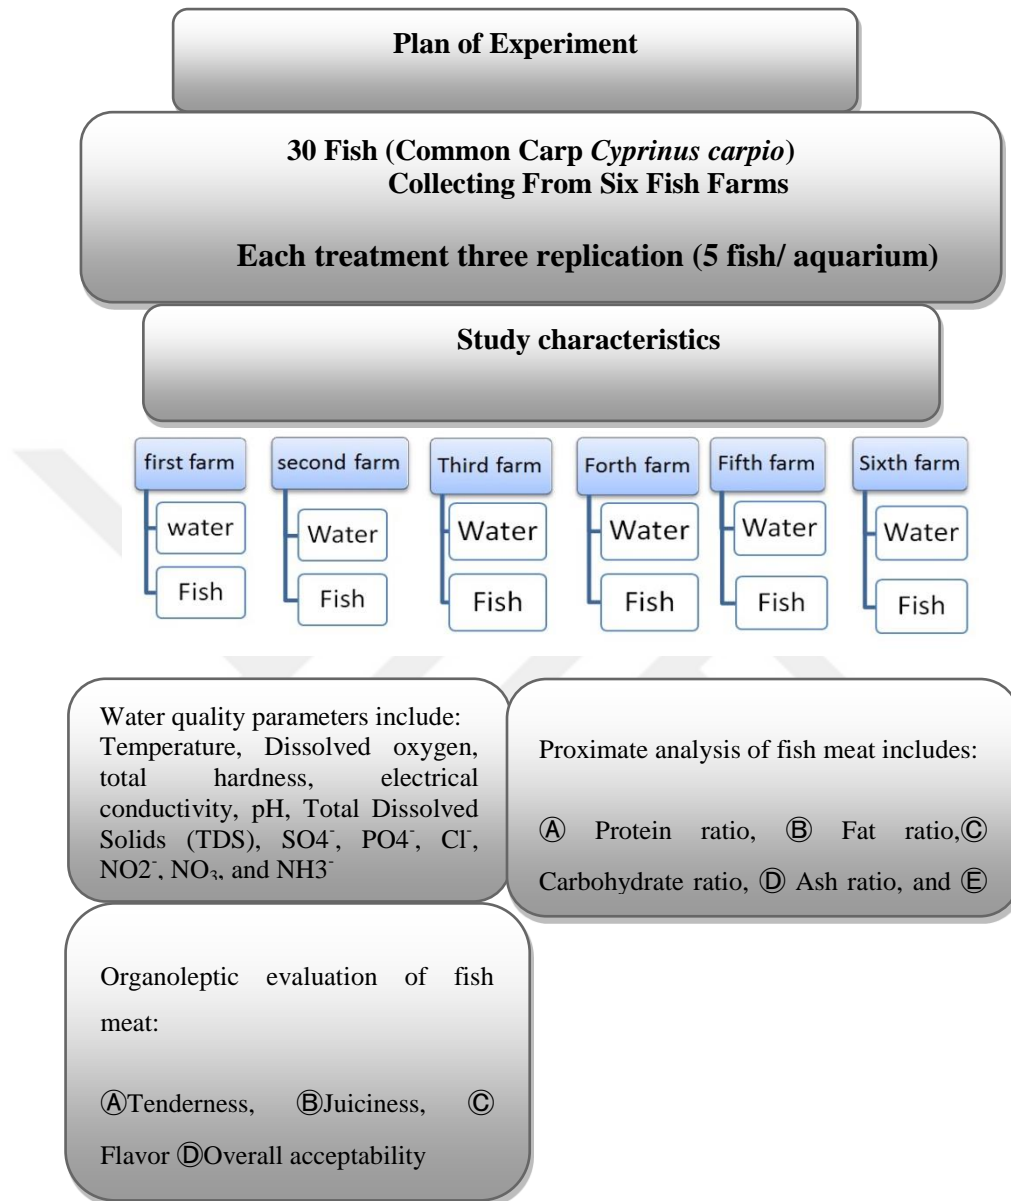 Plan of Experiment
30 Fish (Common Carp Cyprinus carpio)
Collecting From Six Fish Farms
Each treatment three replication (5 fish/ aquarium)
Study characteristics
first farm
water
Fish
second farm
Water
Fish
Third farm
Water
Fish
Forth farm
Water
Fish
Fifth farm
Water
Fish
Sixth farm
Water
Fish
Water quality parameters include:
Temperature, Dissolved oxygen,
total hardness, electrical
conductivity, pH, Total Dissolved
Solids (TDS), SO4⁻, PO4⁻, Cl⁻,
NO2⁻, NO₃, and NH3⁻
Proximate analysis of fish meat includes:
Ⓐ Protein ratio, Ⓑ Fat ratio,Ⓒ
Carbohydrate ratio, Ⓓ Ash ratio, and Ⓔ
Organoleptic evaluation of fish
meat:
ⒶTenderness, ⒷJuiciness, Ⓒ
Flavor ⒹOverall acceptability